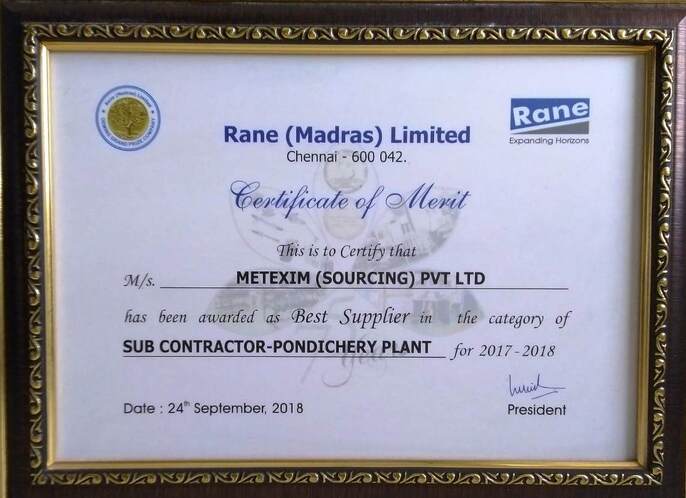 Rane
Expanding Horizons
Rane (Madras) Limited
Chennai - 600 042.
Certificate of Merit
This is to Certify that
M/s. METEXIM (SOURCING) PVT LTD
has been awarded as Best Supplier in the category of
SUB CONTRACTOR-PONDICHERY PLANT for 2017-2018
Date : 24th September, 2018
President